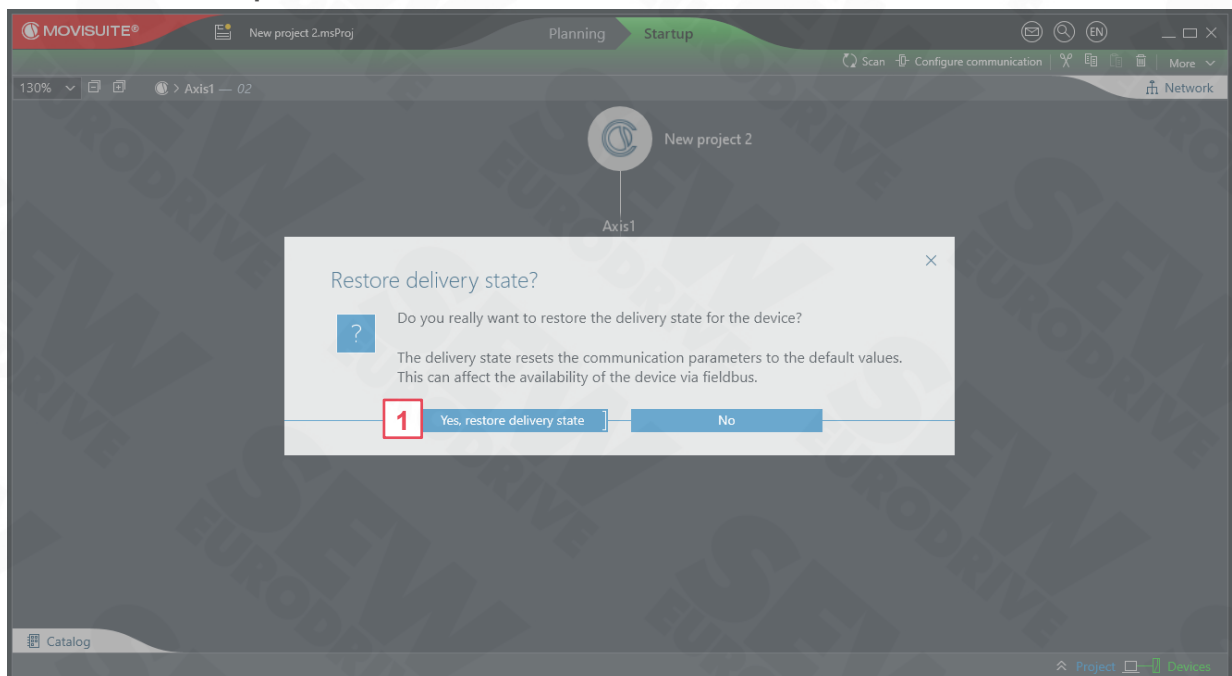 MOVISUITE®
New project 2.msProj
Planning
Startup
EN
Scan
Configure communication
More
130%
> Axis1 — 02
Network
New project 2
Axis1
Restore delivery state?
?
Do you really want to restore the delivery state for the device?
The delivery state resets the communication parameters to the default values.
This can affect the availability of the device via fieldbus.
1
Yes, restore delivery state
No
Catalog
Project
Devices
SEW
EURODRIVE